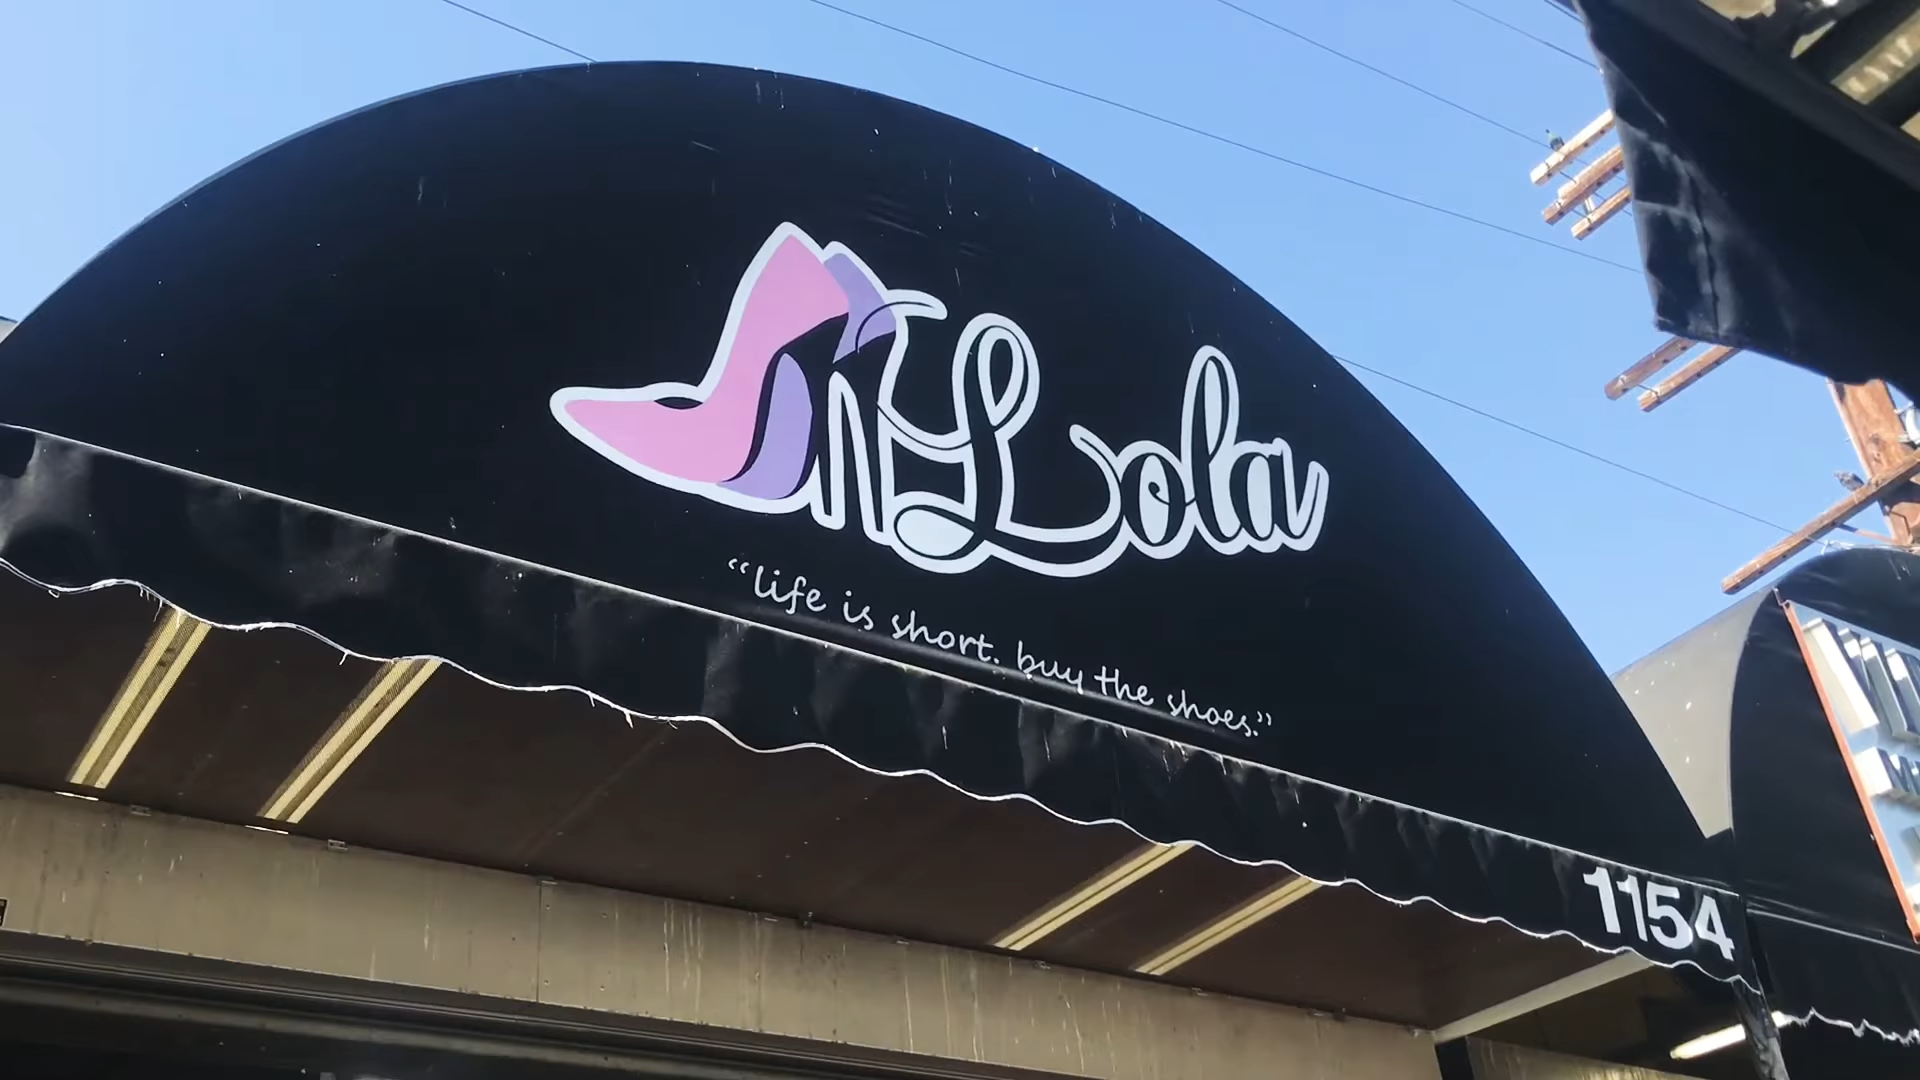 Lola
“life is short. buy the shoes.”
1154